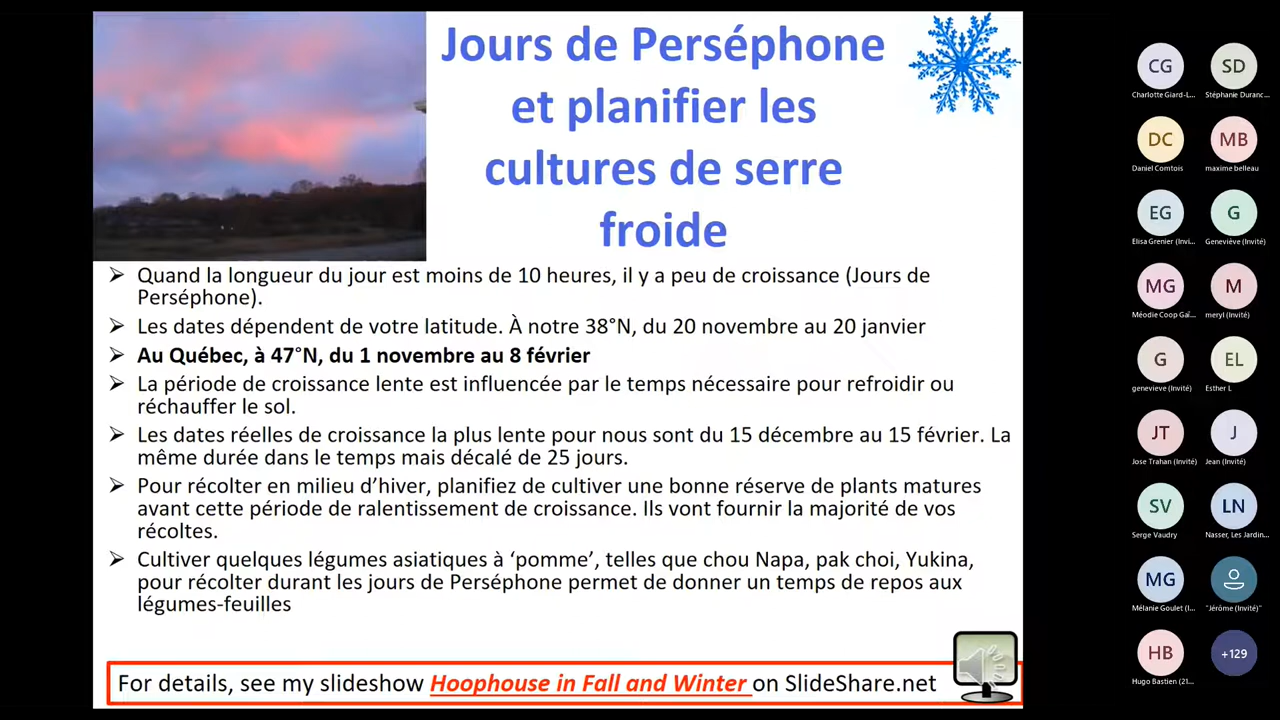 Jours de Perséphone
et planifier les
cultures de serre
froide
➢ Quand la longueur du jour est moins de 10 heures, il y a peu de croissance (Jours de
Perséphone).
➢ Les dates dépendent de votre latitude. À notre 38°N, du 20 novembre au 20 janvier
➢ Au Québec, à 47°N, du 1 novembre au 8 février
➢ La période de croissance lente est influencée par le temps nécessaire pour refroidir ou
réchauffer le sol.
➢ Les dates réelles de croissance la plus lente pour nous sont du 15 décembre au 15 février. La
même durée dans le temps mais décalé de 25 jours.
➢ Pour récolter en milieu d’hiver, planifiez de cultiver une bonne réserve de plants matures
avant cette période de ralentissement de croissance. Ils vont fournir la majorité de vos
récoltes.
➢ Cultiver quelques légumes asiatiques à ‘pomme’, telles que chou Napa, pak choi, Yukina,
pour récolter durant les jours de Perséphone permet de donner un temps de repos aux
légumes-feuilles
For details, see my slideshow Hoophouse in Fall and Winter on SlideShare.net
CG SD
Charlotte Giard-L... Stéphanie Duranc...
DC MB
Daniel Comtois maxime belleau
EG G
Elisa Grenier (Invi... Geneviève (Invité)
MG M
Méodie Coop Gaï... meryl (Invité)
G EL
genevieve (Invité) Esther L
JT J
Jose Trahan (Invité) Jean (Invité)
SV LN
Serge Vaudry Nasser, Les Jardin...
MG
Mélanie Goulet (I... "Jérôme (Invité)"
HB +129
Hugo Bastien (21...